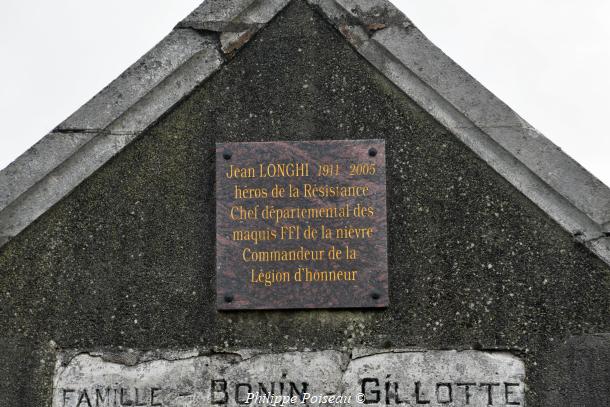 Jean LONGHI 1911 2005
héros de la Résistance
Chef départemental des
maquis FFI de la nièvre
Commandeur de la
Légion d'honneur
FAMILLE BONIN GILLOTTE
© Philippe Poiseau ©